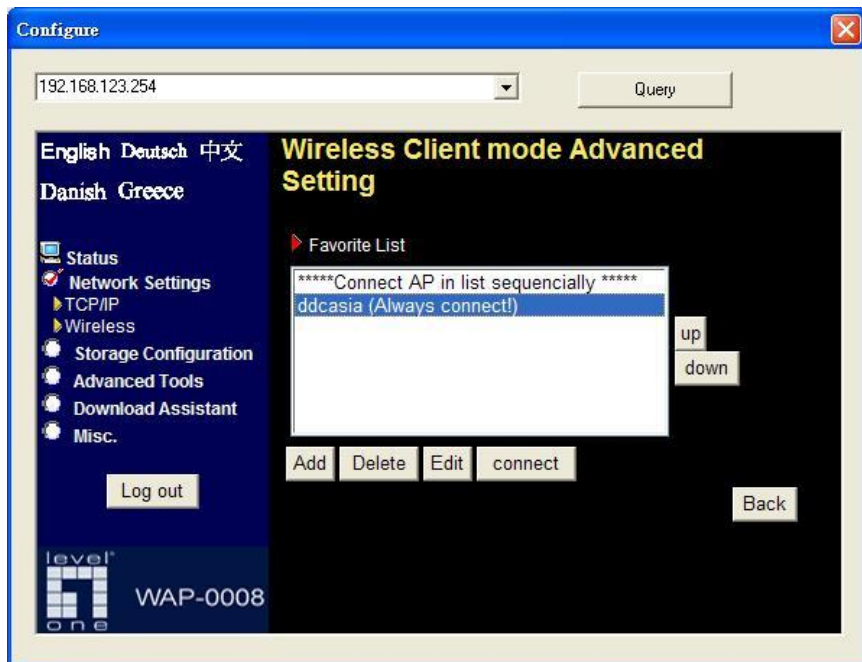 Configure
192.168.123.254
Query
English Deutsch 中文
Danish Greece
Status
Network Settings
TCP/IP
Wireless
Storage Configuration
Advanced Tools
Download Assistant
Misc.
Log out
level
one
WAP-0008
Wireless Client mode Advanced
Setting
Favorite List
*****Connect AP in list sequencially *****
ddcasia (Always connect!)
up
down
Add Delete Edit connect
Back